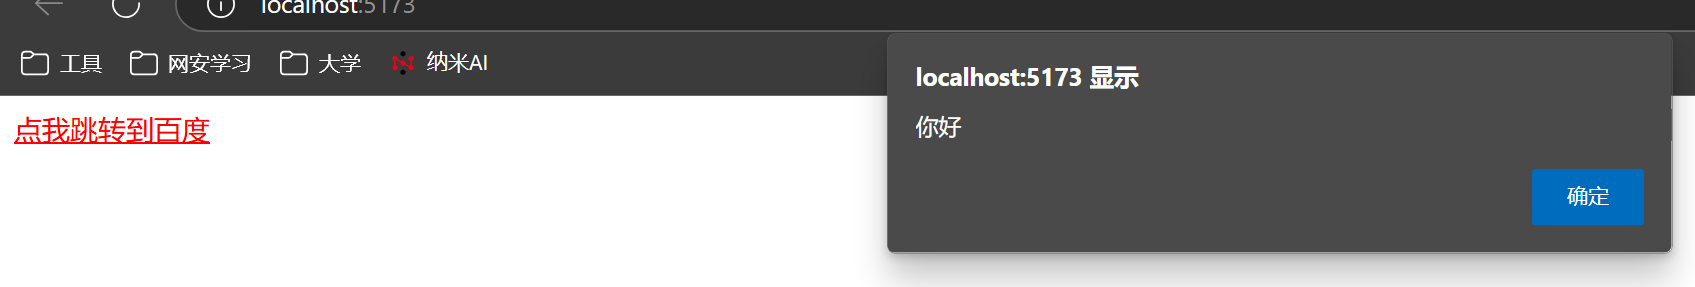 localhost:5173
工具 网安学习 大学 纳米AI
localhost:5173 显示
你好
确定
点我跳转到百度